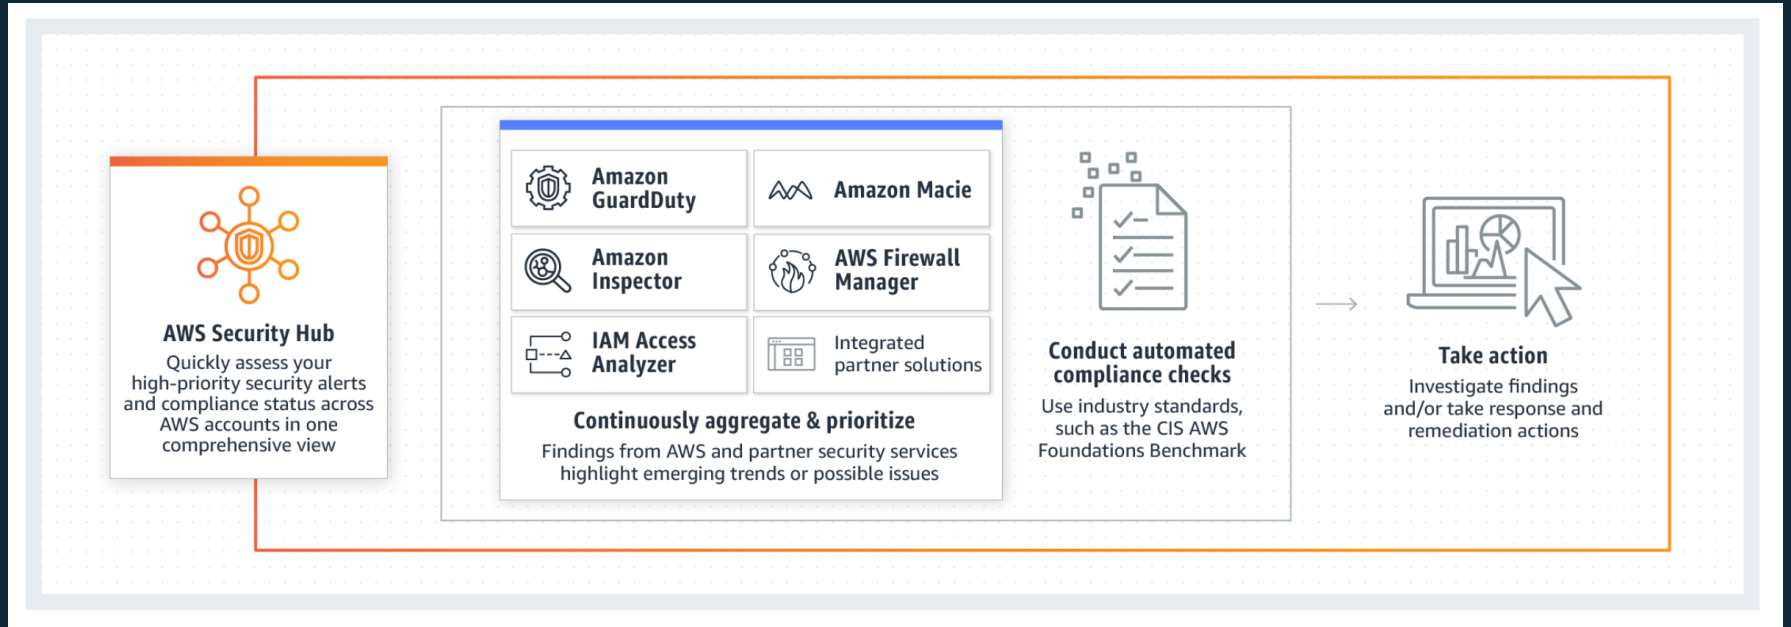 AWS Security Hub
Quickly assess your
high-priority security alerts
and compliance status across
AWS accounts in one
comprehensive view
Amazon
GuardDuty
Amazon Macie
Amazon
Inspector
AWS Firewall
Manager
IAM Access
Analyzer
Integrated
partner solutions
Continuously aggregate & prioritize
Findings from AWS and partner security services
highlight emerging trends or possible issues
Conduct automated
compliance checks
Use industry standards,
such as the CIS AWS
Foundations Benchmark
Take action
Investigate findings
and/or take response and
remediation actions